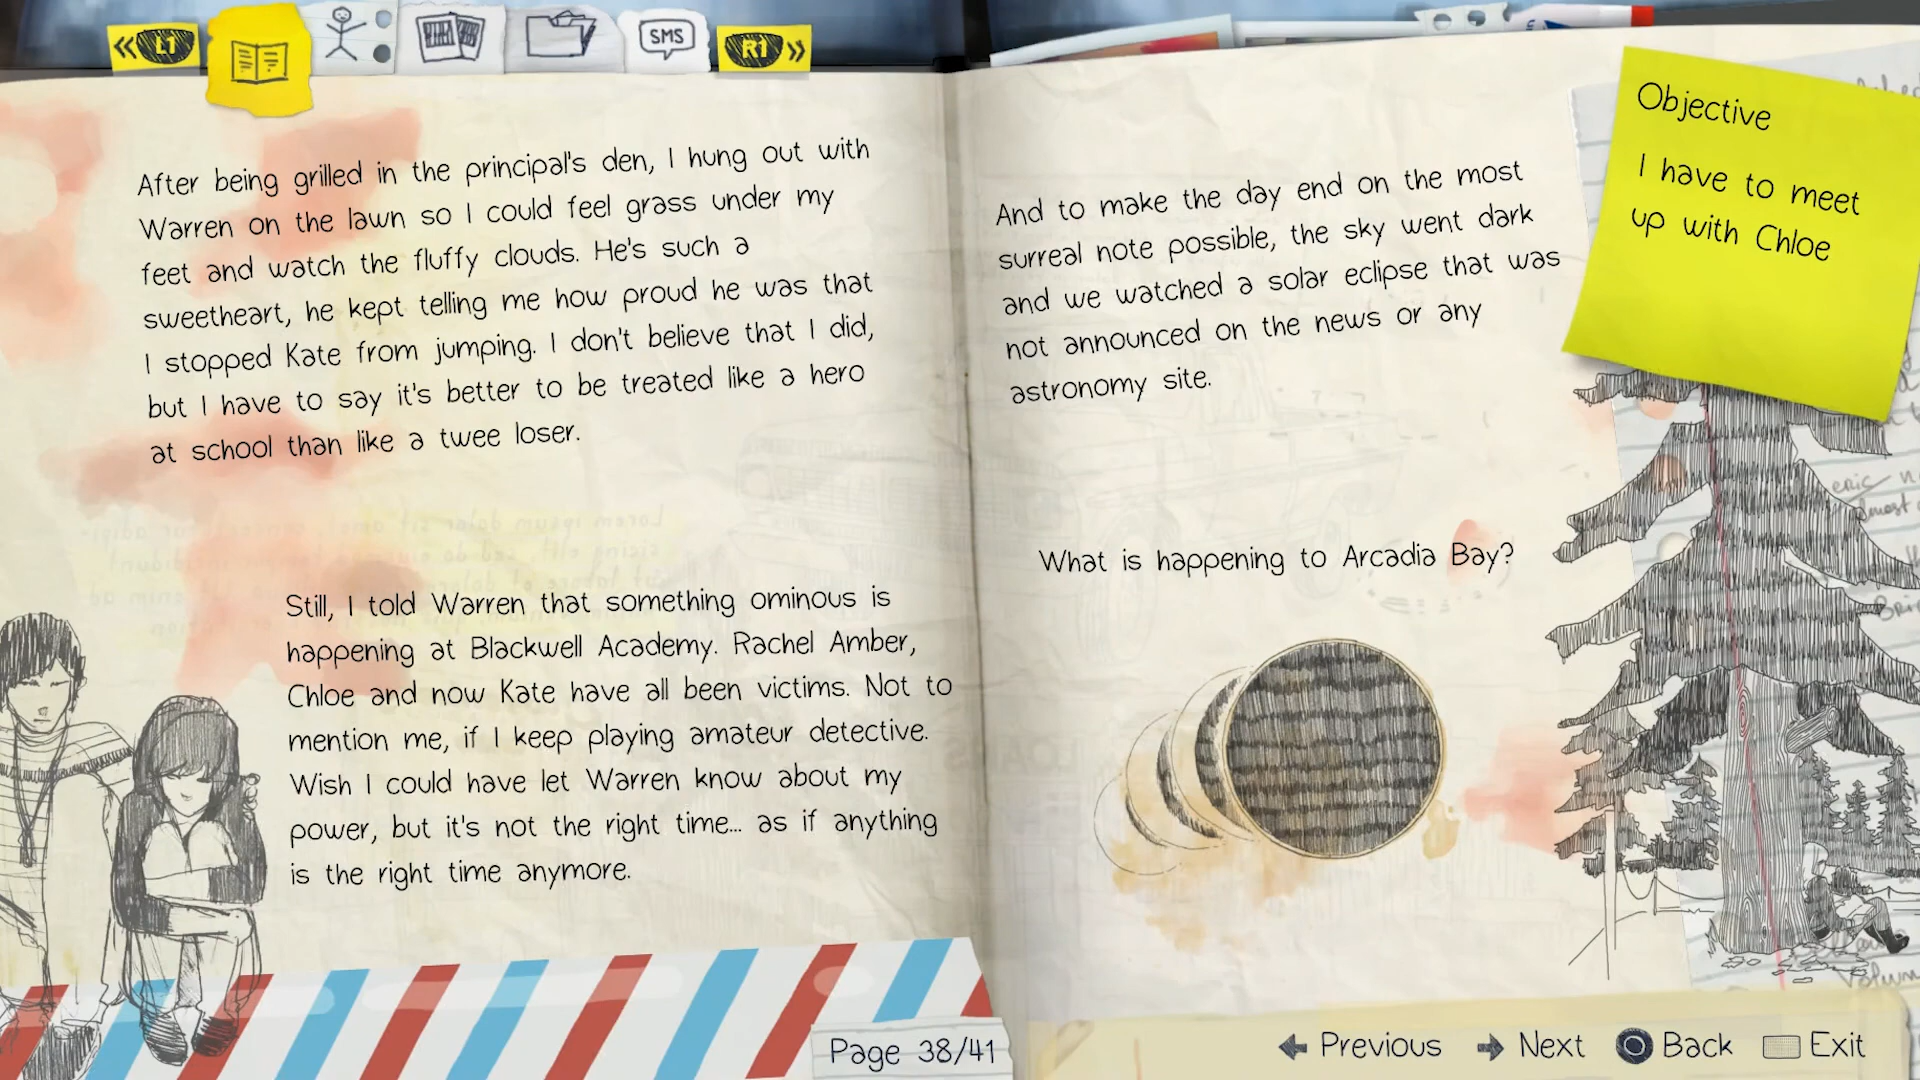 L1
SMS
R1
After being grilled in the principal's den, I hung out with
Warren on the lawn so I could feel grass under my
feet and watch the fluffy clouds. He's such a
sweetheart, he kept telling me how proud he was that
I stopped Kate from jumping. I don't believe that I did,
but I have to say it's better to be treated like a hero
at school than like a twee loser.
Still, I told Warren that something ominous is
happening at Blackwell Academy. Rachel Amber,
Chloe and now Kate have all been victims. Not to
mention me, if I keep playing amateur detective.
Wish I could have let Warren know about my
power, but it's not the right time... as if anything
is the right time anymore.
And to make the day end on the most
surreal note possible, the sky went dark
and we watched a solar eclipse that was
not announced on the news or any
astronomy site.
What is happening to Arcadia Bay?
Objective
I have to meet
up with Chloe
Page 38/41
Previous
Next
Back
Exit